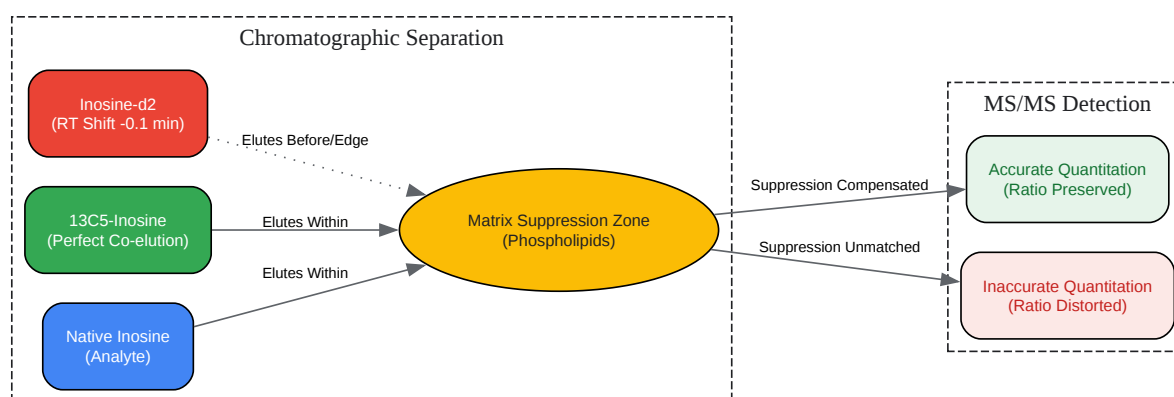 Chromatographic Separation
Inosine-d2
(RT Shift -0.1 min)
Elutes Before/Edge
13C5-Inosine
(Perfect Co-elution)
Elutes Within
Elutes Within
Native Inosine
(Analyte)
Matrix Suppression Zone
(Phospholipids)
Suppression Compensated
Suppression Unmatched
MS/MS Detection
Accurate Quantitation
(Ratio Preserved)
Inaccurate Quantitation
(Ratio Distorted)